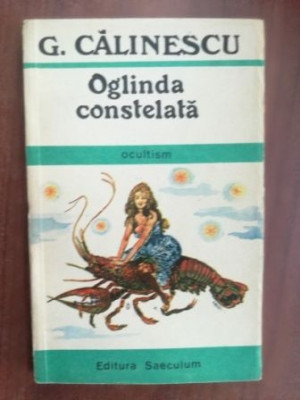 G. CĂLINESCU
Oglinda
constelată
ocultism
Editura Saeculum